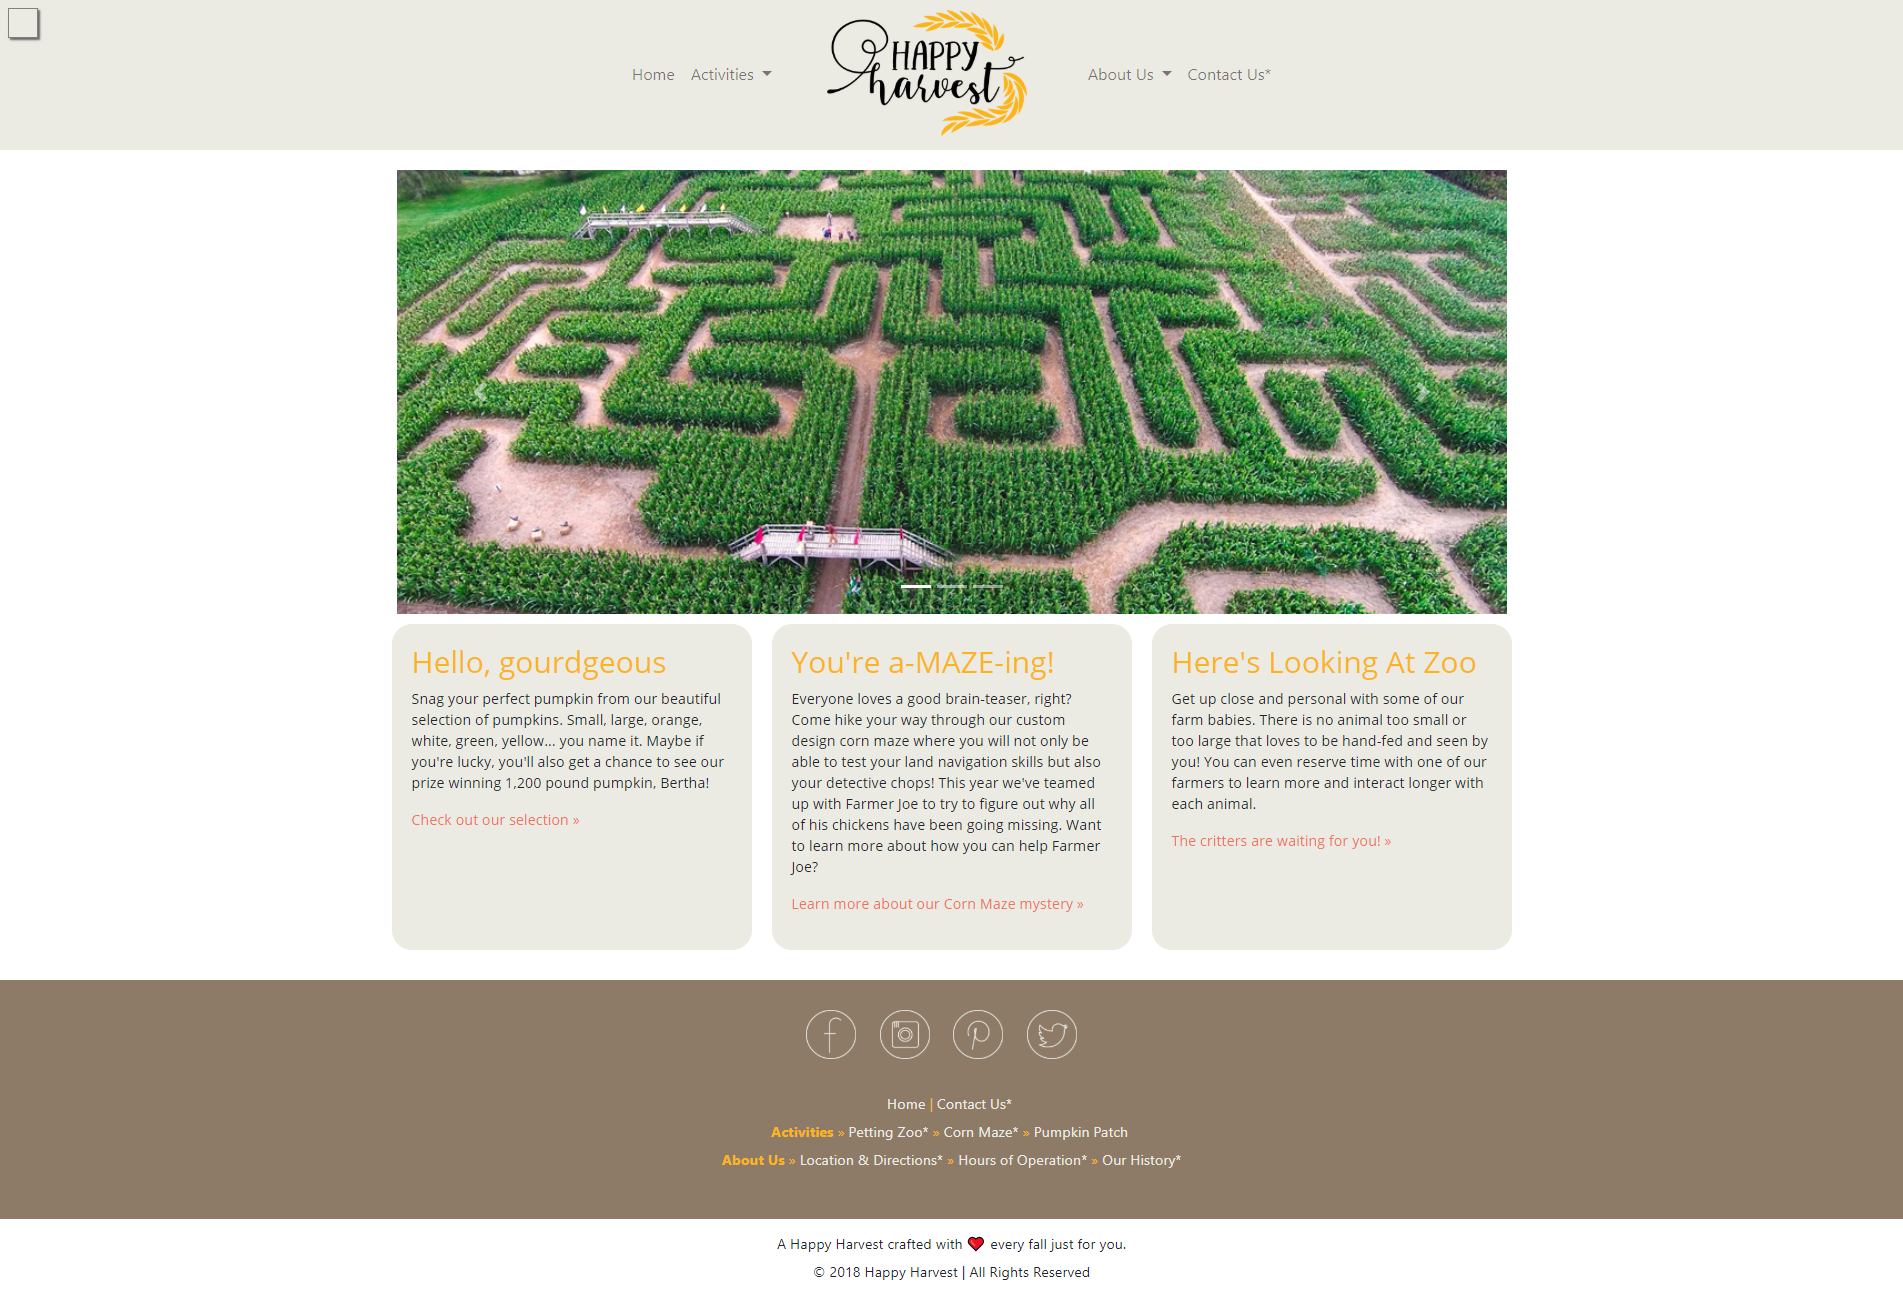 Home Activities
HAPPY
harvest
About Us Contact Us*
Hello, gourdgeous
Snag your perfect pumpkin from our beautiful
selection of pumpkins. Small, large, orange,
white, green, yellow... you name it. Maybe if
you're lucky, you'll also get a chance to see our
prize winning 1,200 pound pumpkin, Bertha!
Check out our selection »
You're a-MAZE-ing!
Everyone loves a good brain-teaser, right?
Come hike your way through our custom
design corn maze where you will not only be
able to test your land navigation skills but also
your detective chops! This year we've teamed
up with Farmer Joe to try to figure out why all
of his chickens have been going missing. Want
to learn more about how you can help Farmer
Joe?
Learn more about our Corn Maze mystery »
Here's Looking At Zoo
Get up close and personal with some of our
farm babies. There is no animal too small or
too large that loves to be hand-fed and seen by
you! You can even reserve time with one of our
farmers to learn more and interact longer with
each animal.
The critters are waiting for you! »
Home | Contact Us*
Activities » Petting Zoo* » Corn Maze* » Pumpkin Patch
About Us » Location & Directions* » Hours of Operation* » Our History*
A Happy Harvest crafted with ❤ every fall just for you.
© 2018 Happy Harvest | All Rights Reserved